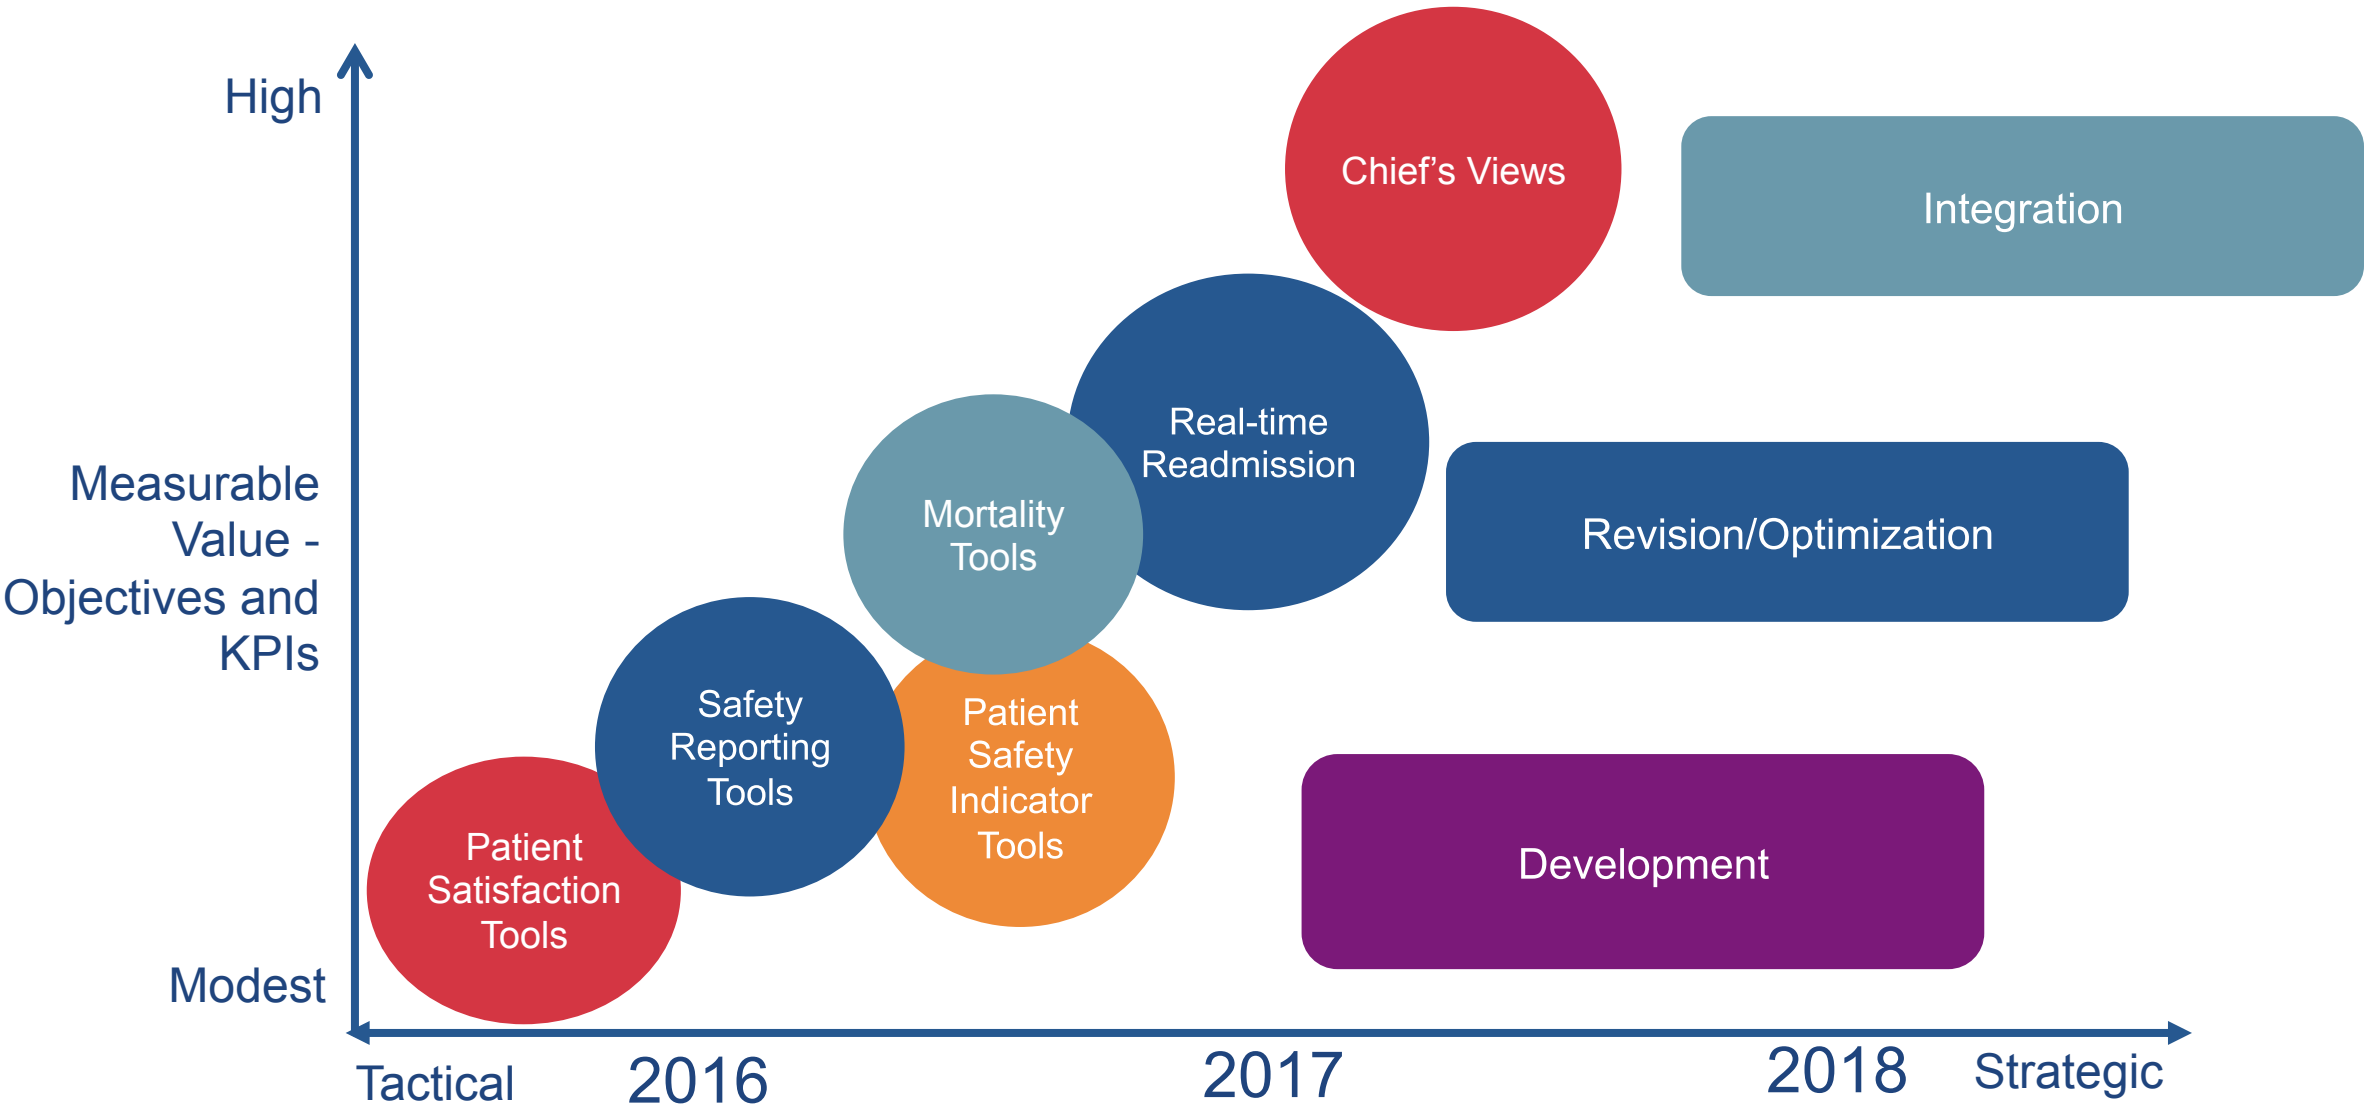 High
Chief’s Views
Integration
Measurable
Value -
Objectives and
KPIs
Real-time
Readmission
Mortality
Tools
Revision/Optimization
Safety
Reporting
Tools
Patient
Safety
Indicator
Tools
Patient
Satisfaction
Tools
Development
Modest
Tactical
2016
2017
2018
Strategic